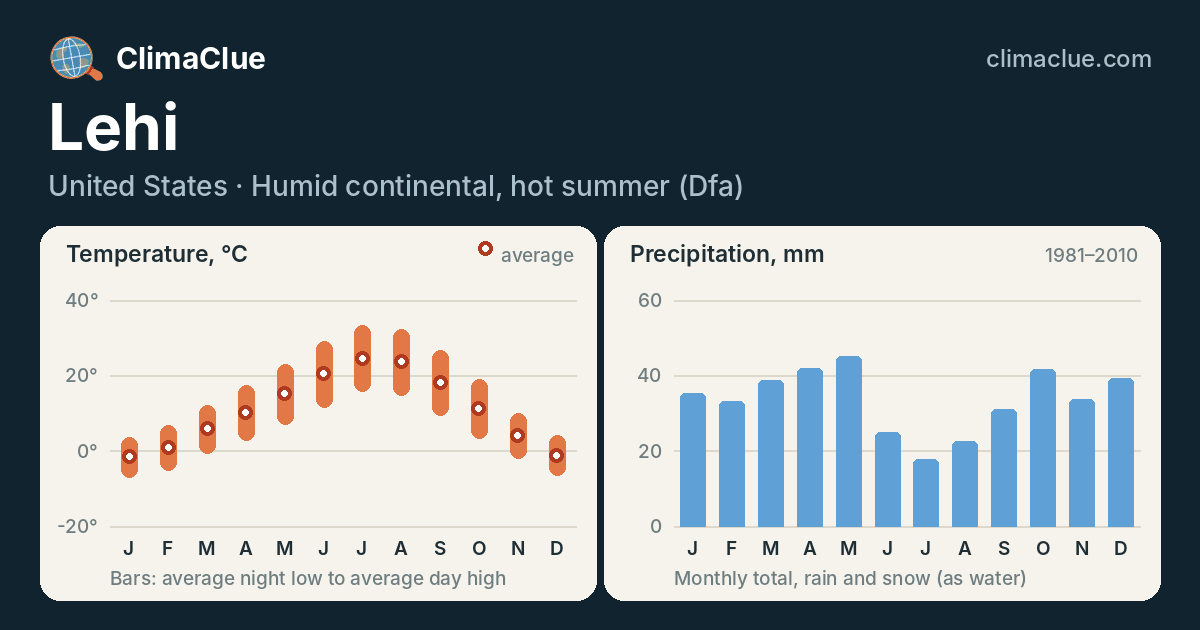 ClimaClue
climaclue.com
Lehi
United States · Humid continental, hot summer (Dfa)
Temperature, °C
average
40°
20°
0°
-20°
J F M A M J J A S O N D
Bars: average night low to average day high
Precipitation, mm
1981–2010
60
40
20
0
J F M A M J J A S O N D
Monthly total, rain and snow (as water)